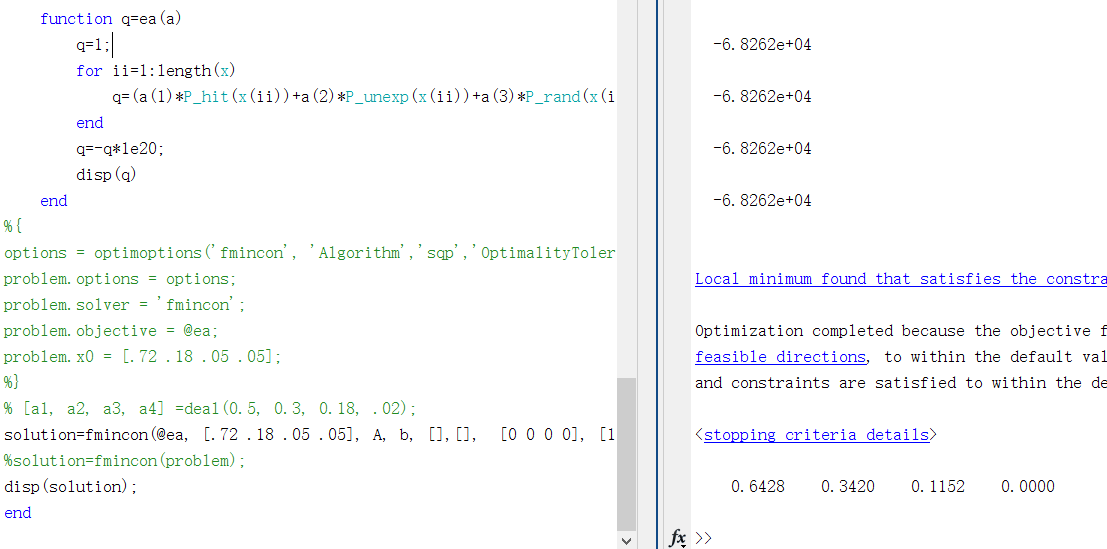 function q=ea(a)
q=1;
for ii=1:length(x)
q=(a(1)*P_hit(x(ii))+a(2)*P_unexp(x(ii))+a(3)*P_rand(x(i
end
q=-q*1e20;
disp(q)
end
%{
options = optimoptions('fmincon', 'Algorithm','sqp','OptimalityToler
problem.options = options;
problem.solver = 'fmincon';
problem.objective = @ea;
problem.x0 = [.72 .18 .05 .05];
%}
% [a1, a2, a3, a4] =dea1(0.5, 0.3, 0.18, .02);
solution=fmincon(@ea, [.72 .18 .05 .05], A, b, [],[], [0 0 0 0], [1
%solution=fmincon(problem);
disp(solution);
end
-6.8262e+04
-6.8262e+04
-6.8262e+04
-6.8262e+04
Local minimum found that satisfies the constra
Optimization completed because the objective f
feasible directions, to within the default val
and constraints are satisfied to within the de
<stopping criteria details>
0.6428 0.3420 0.1152 0.0000
fx >>